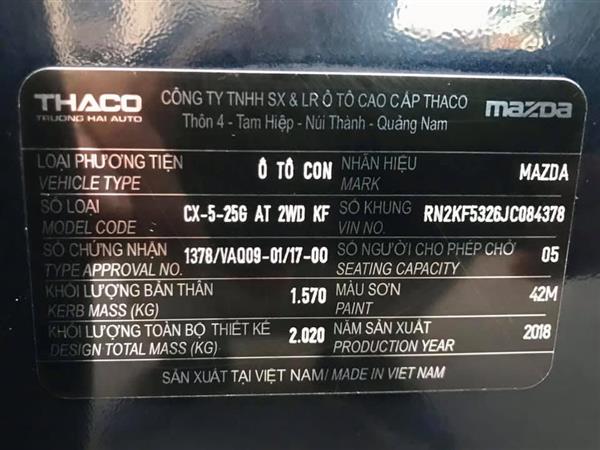 THACO
TRUONG HAI AUTO
CÔNG TY TNHH SX & LR Ô TÔ CAO CẤP THACO
Thôn 4 - Tam Hiệp - Núi Thành - Quảng Nam
mazda
LOẠI PHƯƠNG TIỆN Ô TÔ CON NHÃN HIỆU MAZDA
VEHICLE TYPE MARK
SỐ LOẠI CX-5-25G AT 2WD KF SỐ KHUNG RN2KF5326JC084378
MODEL CODE VIN NO.
SỐ CHỨNG NHẬN 1378/VAQ09-01/17-00 SỐ NGƯỜI CHO PHÉP CHỞ 05
TYPE APPROVAL NO. SEATING CAPACITY
KHỐI LƯỢNG BẢN THÂN 1.570 MÀU SƠN 42M
KERB MASS (KG) PAINT
KHỐI LƯỢNG TOÀN BỘ THIẾT KẾ 2.020 NĂM SẢN XUẤT 2018
DESIGN TOTAL MASS (KG) PRODUCTION YEAR
SẢN XUẤT TẠI VIỆT NAM/ MADE IN VIET NAM